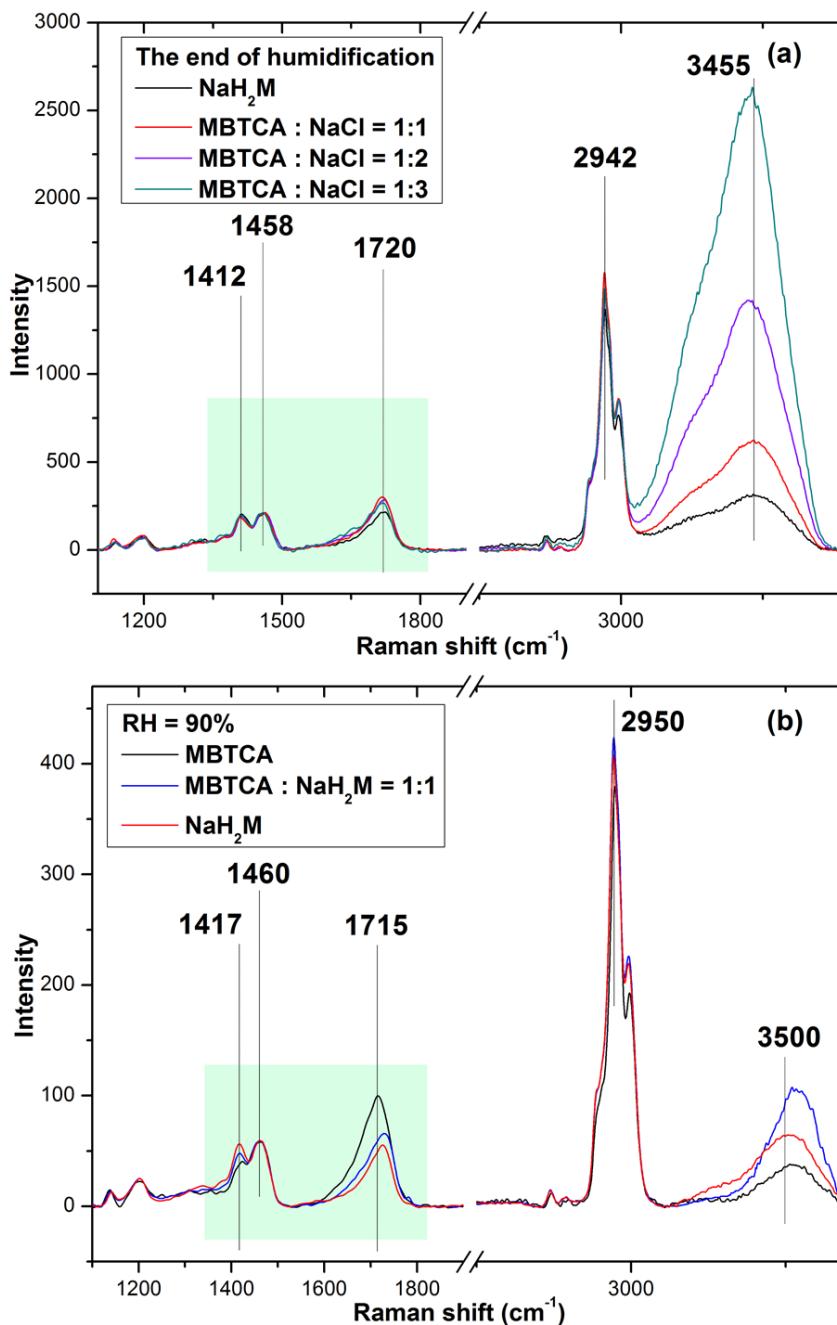 3000
2500
2000
1500
1000
500
0
Intensity
The end of humidification
NaH₂M
MBTCA : NaCl = 1:1
MBTCA : NaCl = 1:2
MBTCA : NaCl = 1:3
(a)
3455
2942
1458
1412
1720
1200
1500
1800
3000
Raman shift (cm⁻¹)
400
300
200
100
0
Intensity
RH = 90%
MBTCA
MBTCA : NaH₂M = 1:1
NaH₂M
(b)
2950
1460
1417
1715
3500
1200
1400
1600
1800
3000
Raman shift (cm⁻¹)